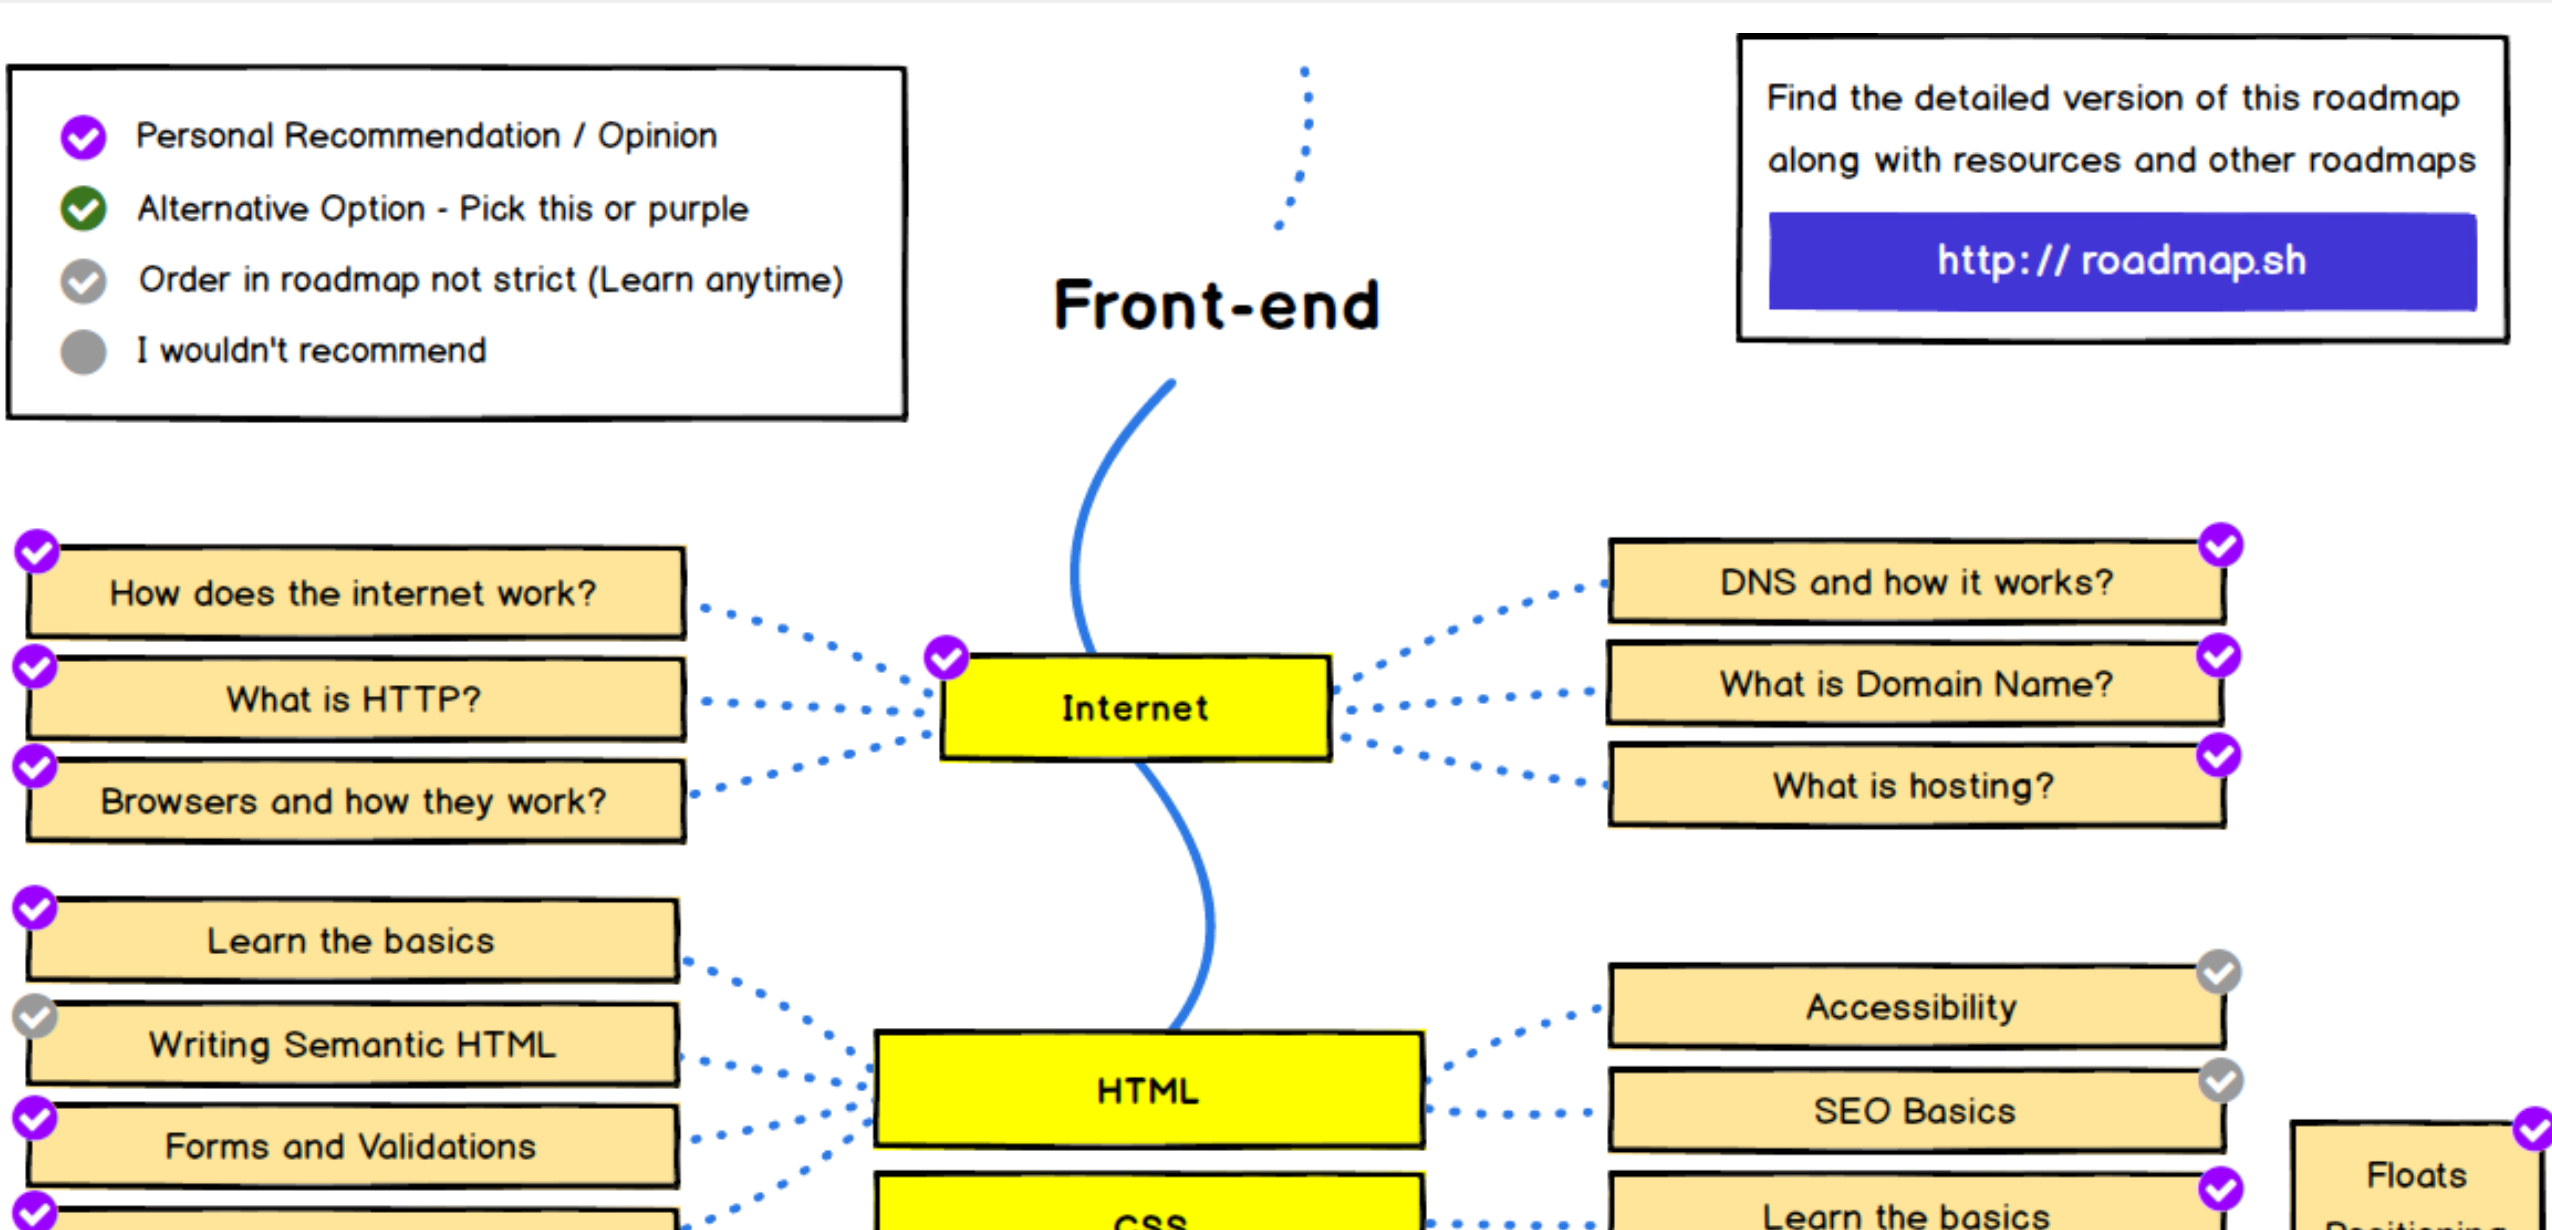 Personal Recommendation / Opinion
Alternative Option - Pick this or purple
Order in roadmap not strict (Learn anytime)
I wouldn't recommend
Front-end
Find the detailed version of this roadmap
along with resources and other roadmaps
http:// roadmap.sh
How does the internet work?
What is HTTP?
Browsers and how they work?
Internet
DNS and how it works?
What is Domain Name?
What is hosting?
Learn the basics
Writing Semantic HTML
Forms and Validations
HTML
Accessibility
SEO Basics
CSS
Learn the basics
Floats
Positioning